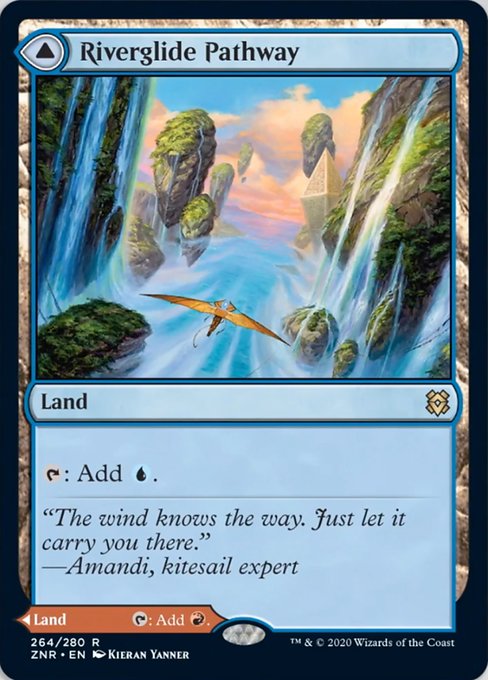 Riverglide Pathway
Land
: Add .
“The wind knows the way. Just let it
carry you there.”
—Amandi, kitesail expert
Land : Add .
264/280 R
ZNR • EN Kieran Yanner
™ & © 2020 Wizards of the Coast